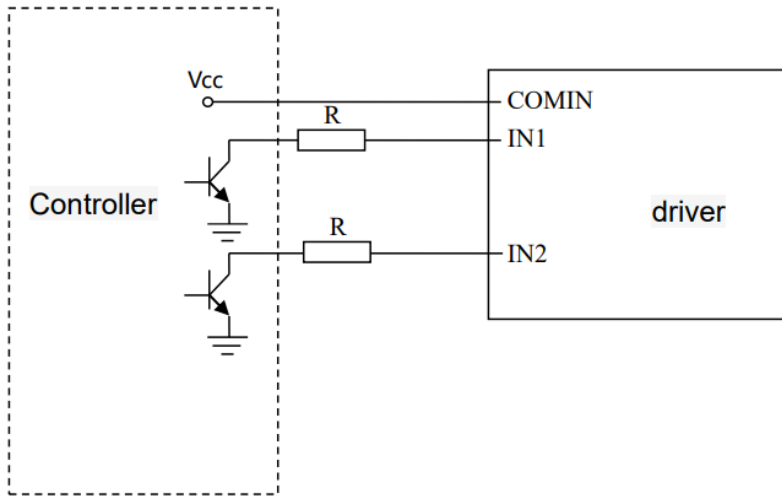 Vcc
COMIN
R
IN1
Controller
driver
R
IN2